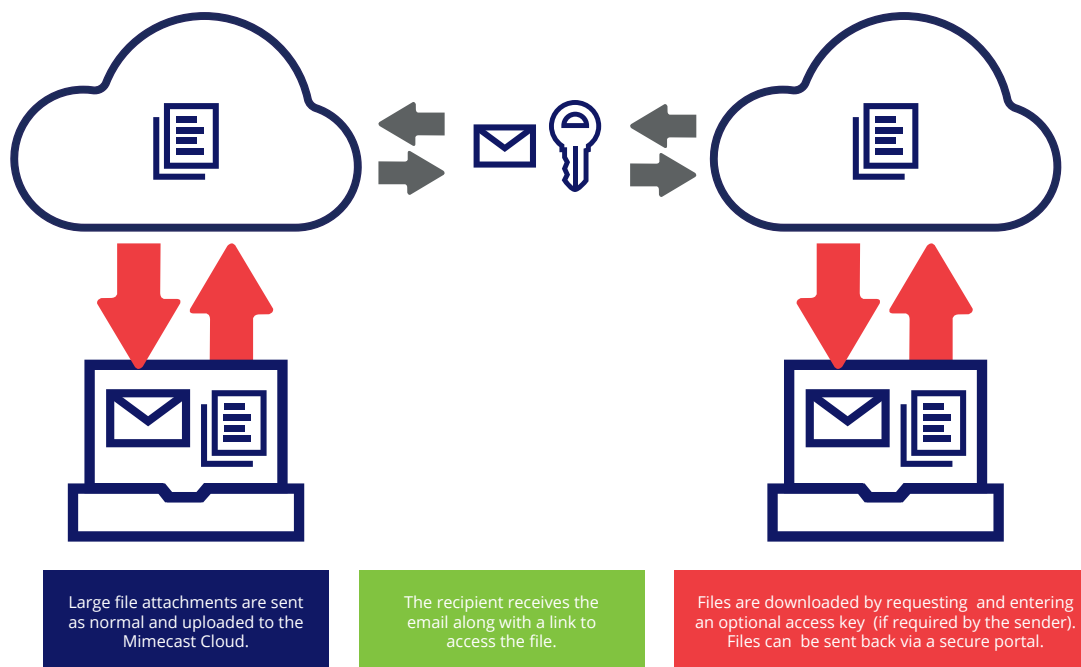 Large file attachments are sent
as normal and uploaded to the
Mimecast Cloud.
The recipient receives the
email along with a link to
access the file.
Files are downloaded by requesting and entering
an optional access key (if required by the sender).
Files can be sent back via a secure portal.